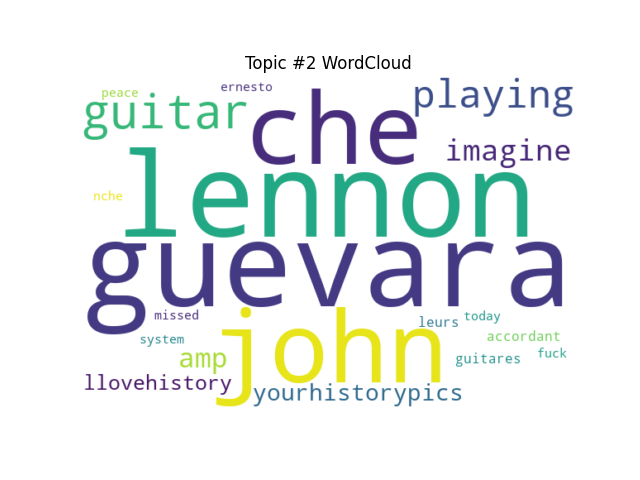 Topic #2 WordCloud
peace
ernesto
playing
guitar
che
imagine
lennon
nche
guevara
missed
leurs
today
john
system
accordant
amp
guitares
fuck
llovehistory
yourhistorypics